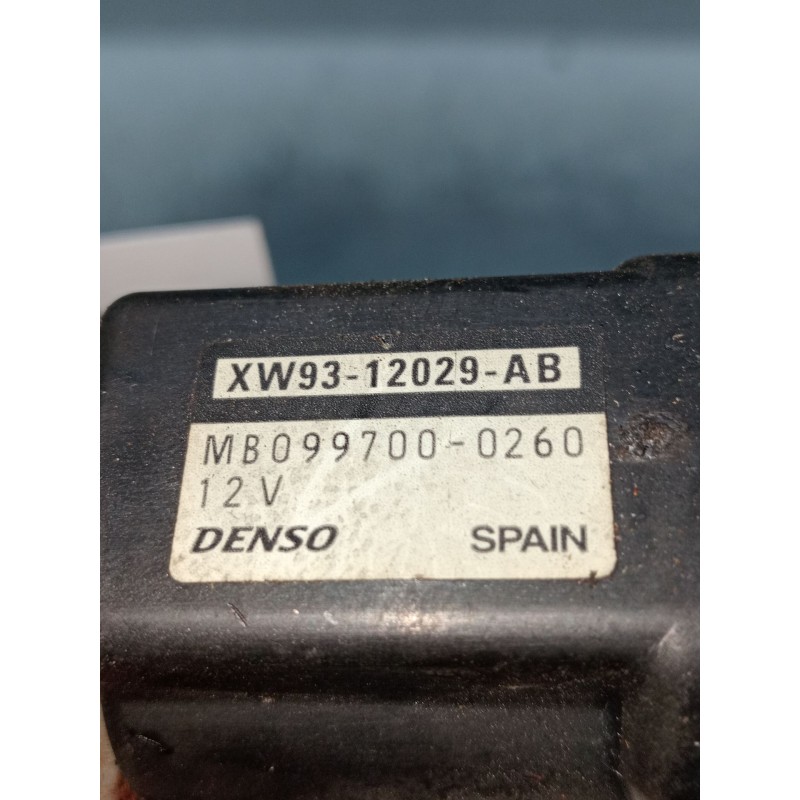 XW93-12029-AB
MB099700-0260
12V
DENSO SPAIN